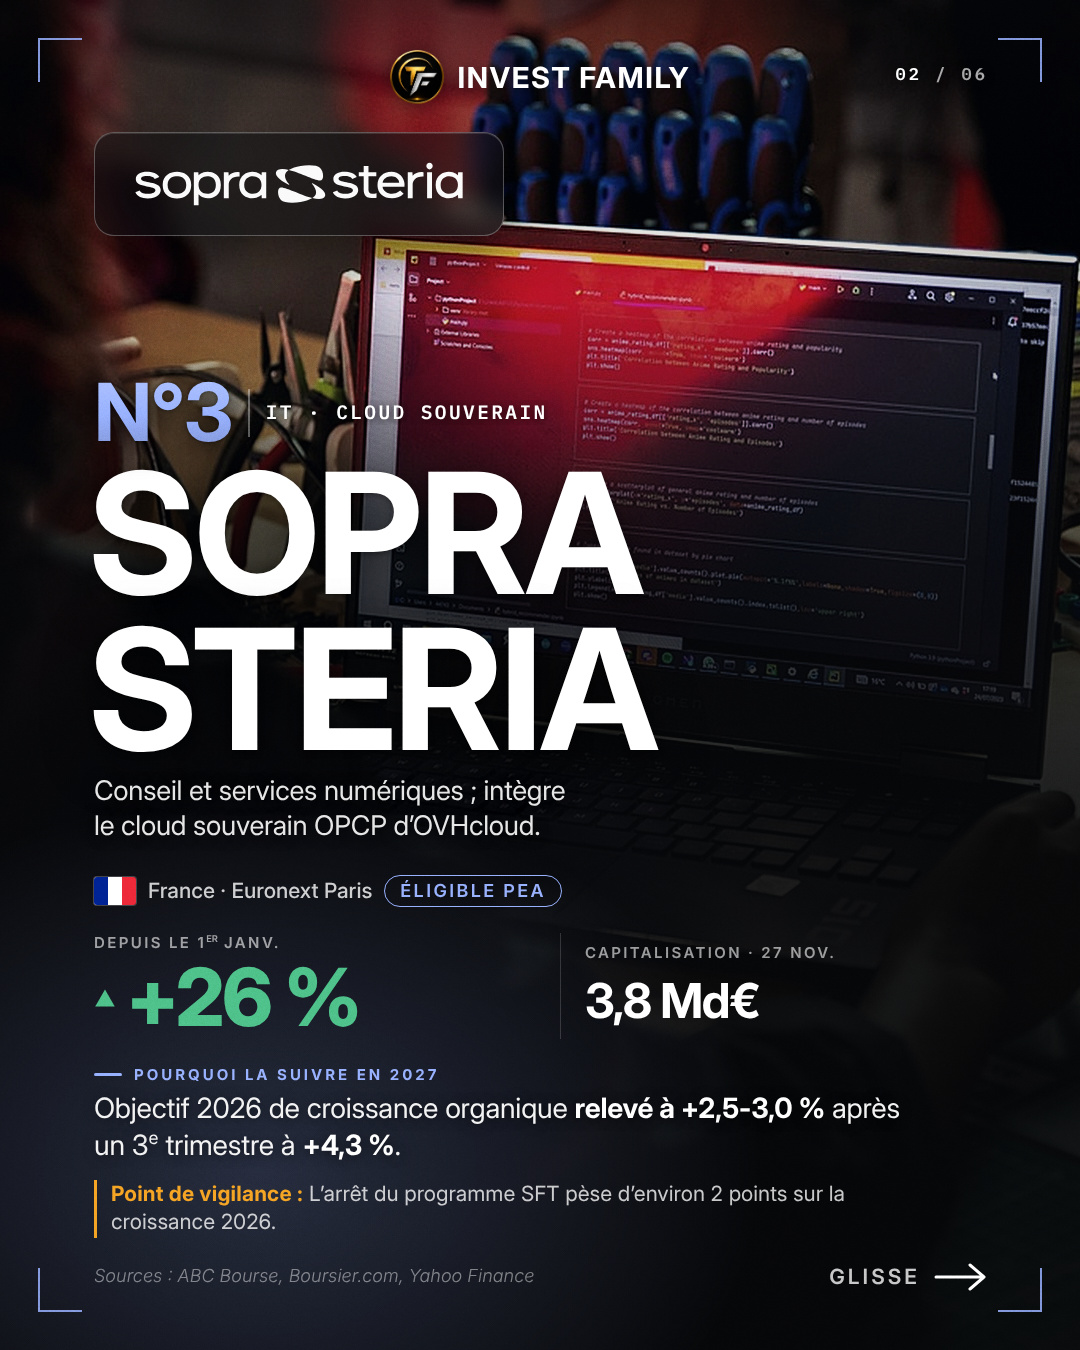 INVEST FAMILY
02 / 06
sopra steria
N°3
IT · CLOUD SOUVERAIN
SOPRA
STERIA
Conseil et services numériques ; intègre
le cloud souverain OPCP d’OVHcloud.
France · Euronext Paris
ÉLIGIBLE PEA
DEPUIS LE 1ER JANV.
+26 %
CAPITALISATION · 27 NOV.
3,8 Md€
POURQUOI LA SUIVRE EN 2027
Objectif 2026 de croissance organique relevé à +2,5-3,0 % après
un 3e trimestre à +4,3 %.
Point de vigilance : L’arrêt du programme SFT pèse d’environ 2 points sur la
croissance 2026.
Sources : ABC Bourse, Boursier.com, Yahoo Finance
GLISSE